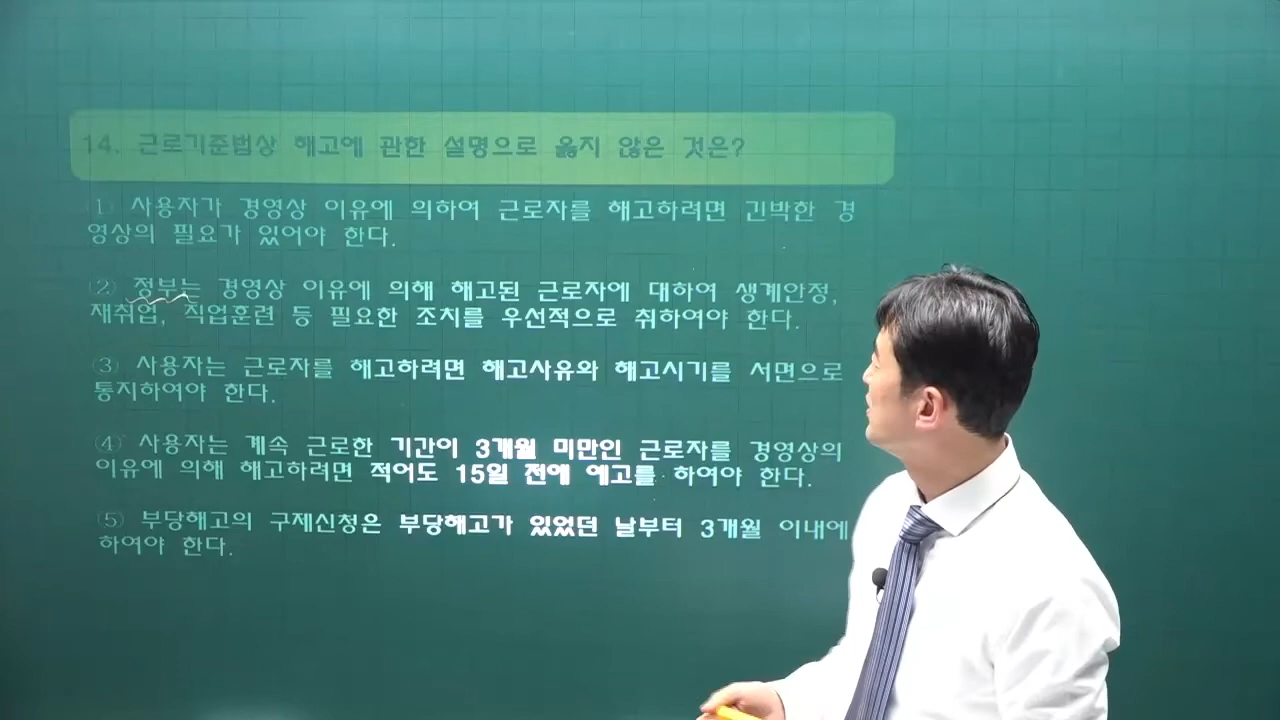 14. 근로기준법상 해고에 관한 설명으로 옳지 않은 것은?
① 사용자가 경영상 이유에 의하여 근로자를 해고하려면 긴박한 경
영상의 필요가 있어야 한다.
② 정부는 경영상 이유에 의해 해고된 근로자에 대하여 생계안정,
재취업, 직업훈련 등 필요한 조치를 우선적으로 취하여야 한다.
③ 사용자는 근로자를 해고하려면 해고사유와 해고시기를 서면으로
통지하여야 한다.
④ 사용자는 계속 근로한 기간이 3개월 미만인 근로자를 경영상의
이유에 의해 해고하려면 적어도 15일 전에 예고를 하여야 한다.
⑤ 부당해고의 구제신청은 부당해고가 있었던 날부터 3개월 이내에
하여야 한다.